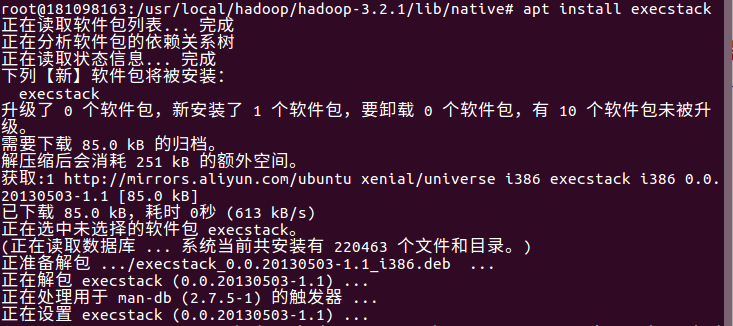 root@181098163:/usr/local/hadoop/hadoop-3.2.1/lib/native# apt install execstack
正在读取软件包列表... 完成
正在分析软件包的依赖关系树
正在读取状态信息... 完成
下列【新】软件包将被安装：
  execstack
升级了 0 个软件包，新安装了 1 个软件包，要卸载 0 个软件包，有 10 个软件包未被升
级。
需要下载 85.0 kB 的归档。
解压缩后会消耗 251 kB 的额外空间。
获取:1 http://mirrors.aliyun.com/ubuntu xenial/universe i386 execstack i386 0.0.
20130503-1.1 [85.0 kB]
已下载 85.0 kB，耗时 0秒 (613 kB/s)
正在选中未选择的软件包 execstack。
(正在读取数据库 ... 系统当前共安装有 220463 个文件和目录。)
正准备解包 .../execstack_0.0.20130503-1.1_i386.deb  ...
正在解包 execstack (0.0.20130503-1.1) ...
正在处理用于 man-db (2.7.5-1) 的触发器 ...
正在设置 execstack (0.0.20130503-1.1) ...